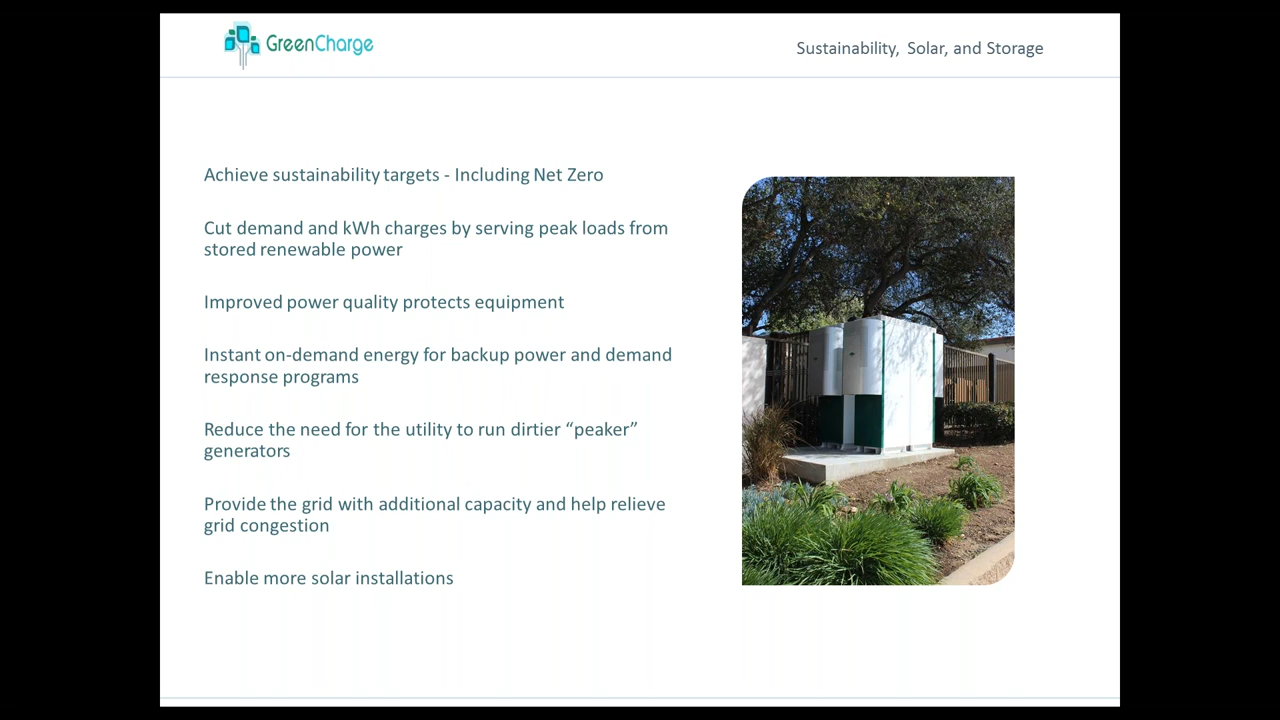 GreenCharge
Sustainability, Solar, and Storage
Achieve sustainability targets - Including Net Zero
Cut demand and kWh charges by serving peak loads from
stored renewable power
Improved power quality protects equipment
Instant on-demand energy for backup power and demand
response programs
Reduce the need for the utility to run dirtier “peaker”
generators
Provide the grid with additional capacity and help relieve
grid congestion
Enable more solar installations